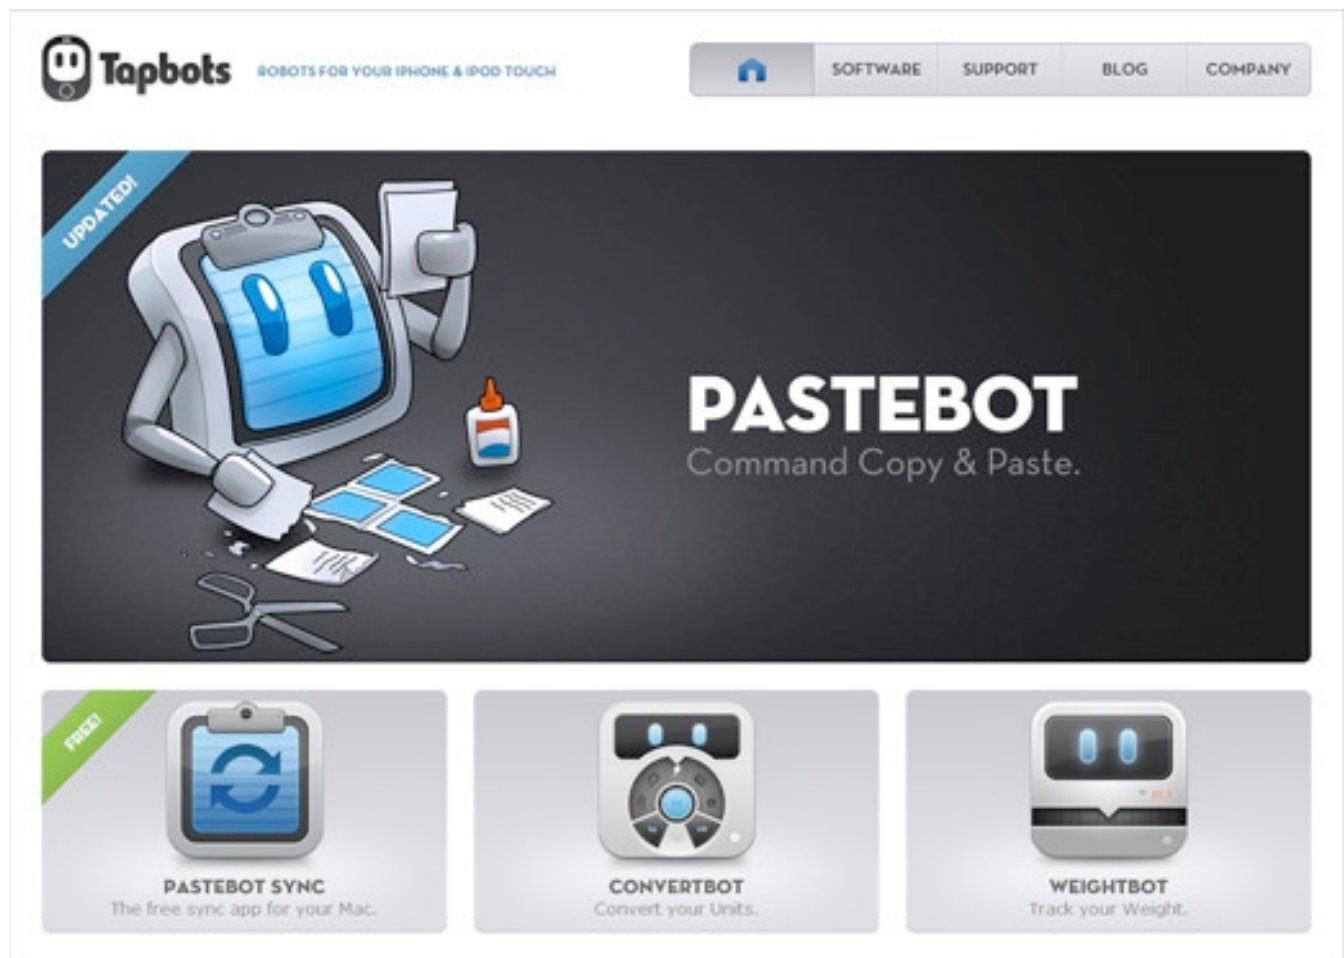 Tapbots
ROBOTS FOR YOUR IPHONE & IPOD TOUCH
SOFTWARE
SUPPORT
BLOG
COMPANY
UPDATED!
PASTEBOT
Command Copy & Paste.
FREE!
PASTEBOT SYNC
The free sync app for your Mac.
CONVERTBOT
Convert your Units.
WEIGHTBOT
Track your Weight.